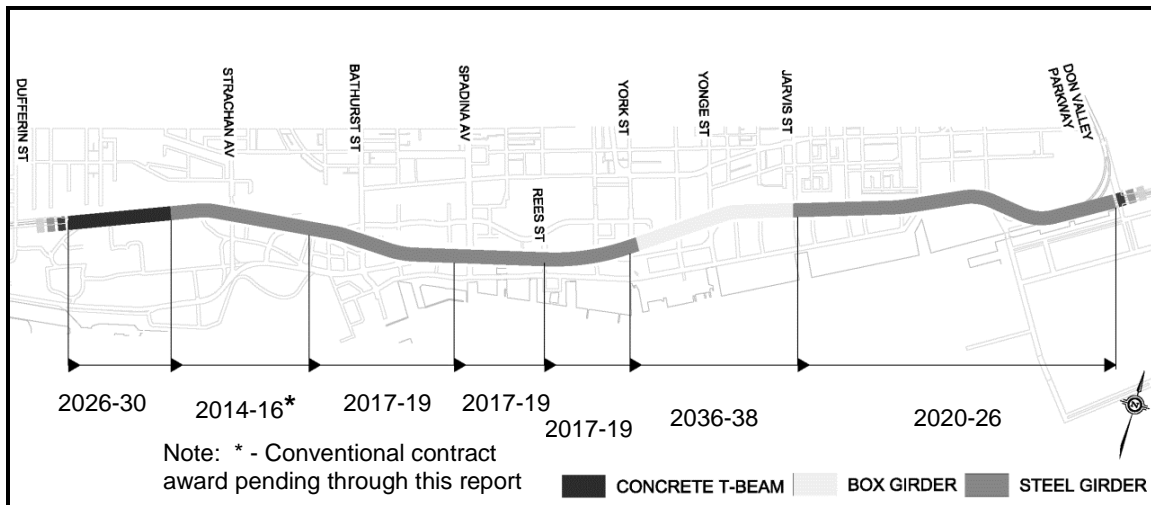 DUFFERIN ST
STRACHAN AV
BATHURST ST
SPADINA AV
REES ST
YORK ST
YONGE ST
JARVIS ST
DON VALLEY
PARKWAY
2026-30
2014-16*
2017-19
2017-19
2017-19
2036-38
2020-26
N
Note: * - Conventional contract
award pending through this report
CONCRETE T-BEAM
BOX GIRDER
STEEL GIRDER